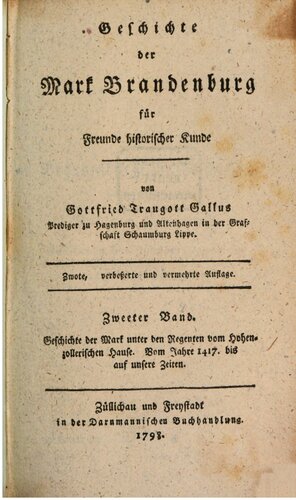 Geschichte
der
Mark Brandenburg
für
Freunde historischer Kunde
von
Gottfried Traugott Gallus
Prediger zu Hagenburg und Altenhagen in der Graf-
schaft Schaumburg Lippe.
Zwote, verbeßerte und vermehrte Auflage.
Zweeter Band.
Geschichte der Mark unter den Regenten vom Hohen-
zollerischen Hause. Vom Jahre 1417. bis
auf unsere Zeiten.
Züllichau und Freystadt
in der Darnmannischen Buchhandlung.
1798.